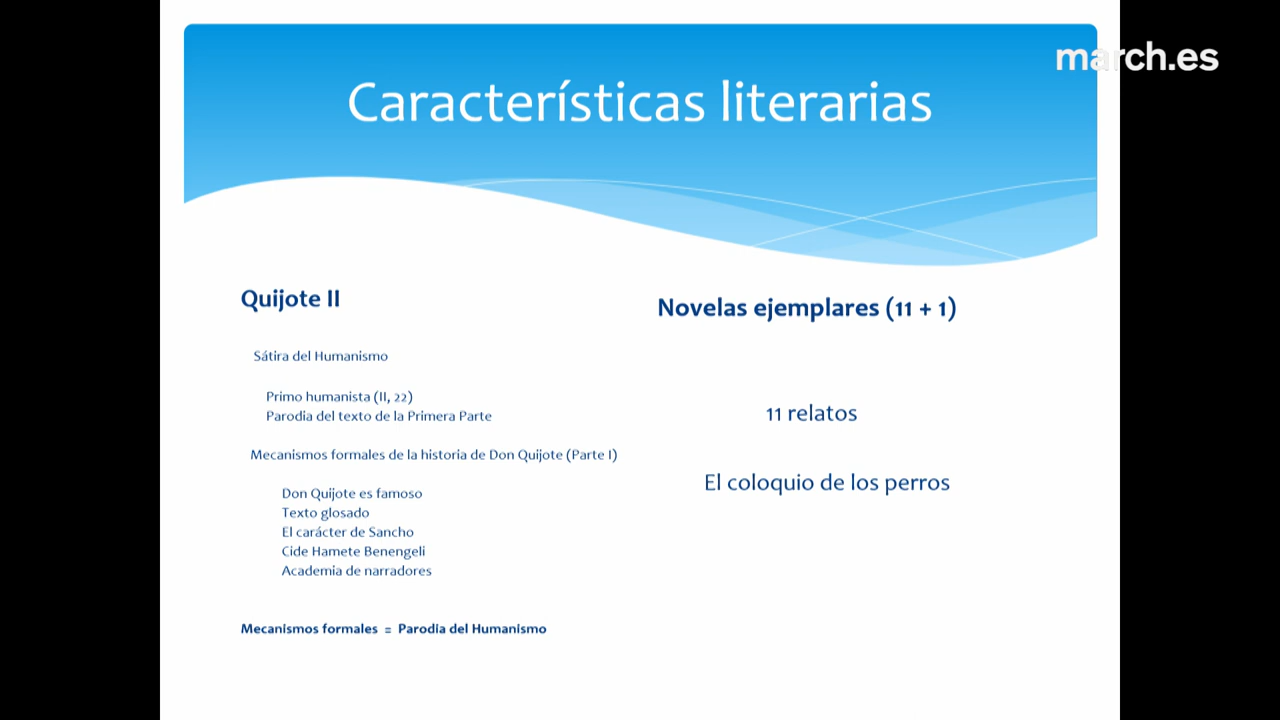 march.es
Características literarias
Quijote II
Sátira del Humanismo
Primo humanista (II, 22)
Parodia del texto de la Primera Parte
Mecanismos formales de la historia de Don Quijote (Parte I)
Don Quijote es famoso
Texto glosado
El carácter de Sancho
Cide Hamete Benengeli
Academia de narradores
Mecanismos formales = Parodia del Humanismo
Novelas ejemplares (11 + 1)
11 relatos
El coloquio de los perros